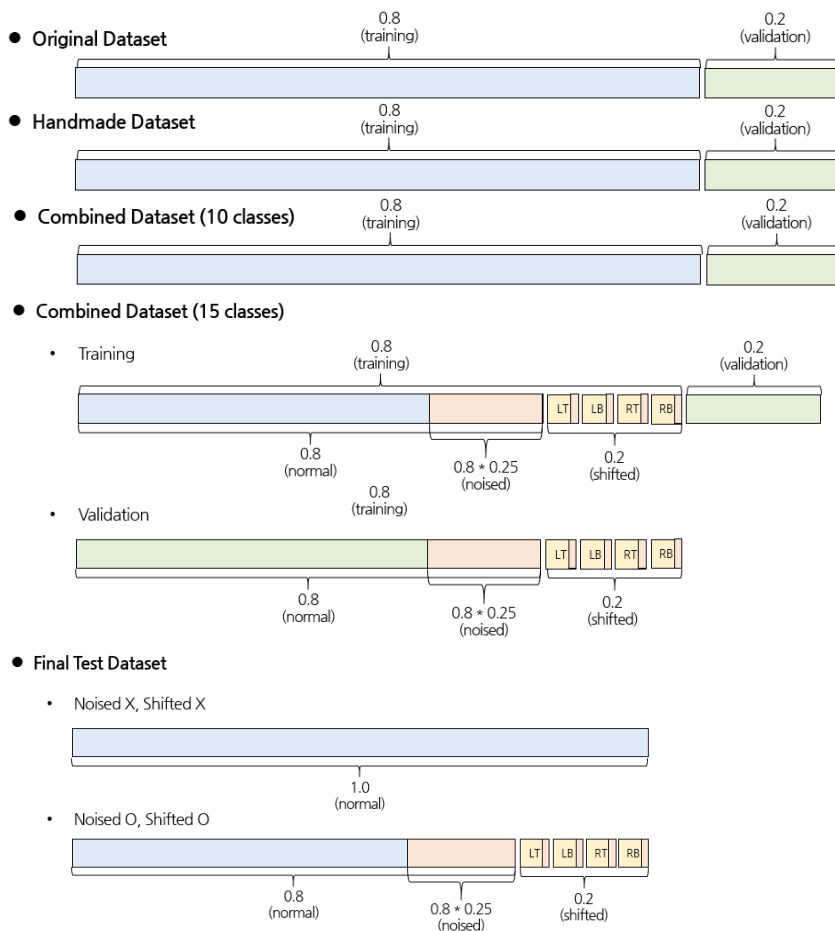 0.8
(training)
0.2
(validation)
● Original Dataset
0.8
(training)
0.2
(validation)
● Handmade Dataset
0.8
(training)
0.2
(validation)
● Combined Dataset (10 classes)
● Combined Dataset (15 classes)
• Training
0.8
(training)
0.2
(validation)
LT LB RT RB
0.8
(normal)
0.8 * 0.25
(noised)
0.2
(shifted)
0.8
(training)
• Validation
LT LB RT RB
0.8
(normal)
0.8 * 0.25
(noised)
0.2
(shifted)
● Final Test Dataset
• Noised X, Shifted X
1.0
(normal)
• Noised O, Shifted O
LT LB RT RB
0.8
(normal)
0.8 * 0.25
(noised)
0.2
(shifted)